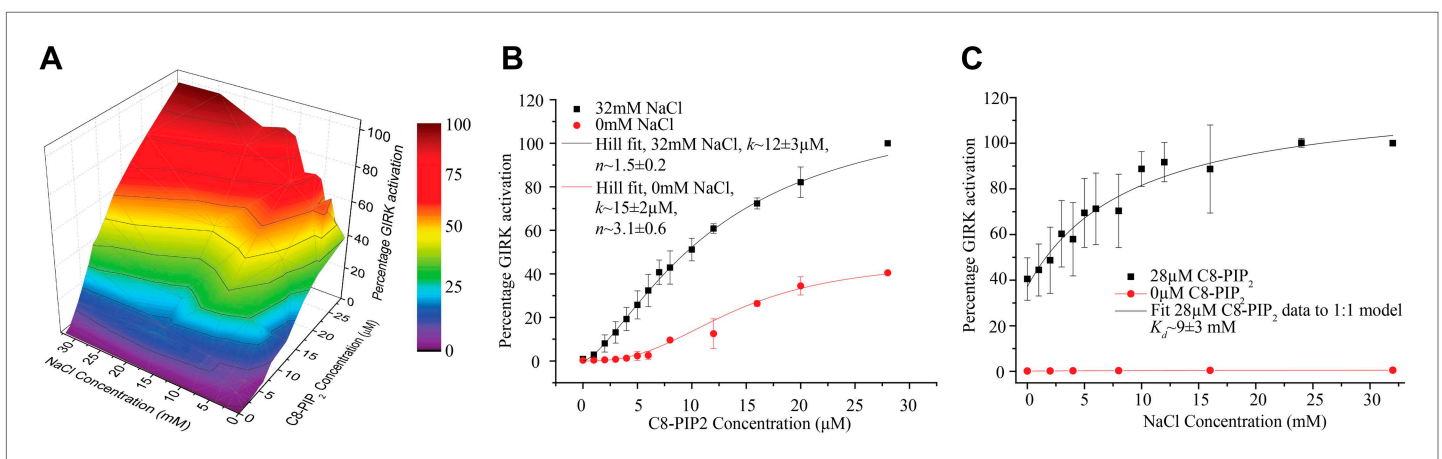 A
100
80
60
40
20
0
Percentage GIRK activation
30
25
20
15
10
5
0
NaCl Concentration (mM)
0
5
10
15
20
25
C8-PIP2 Concentration (μM)
100
75
50
25
0
B
32mM NaCl
0mM NaCl
Hill fit, 32mM NaCl, k~12±3μM,
n~1.5±0.2
Hill fit, 0mM NaCl,
k~15±2μM,
n~3.1±0.6
120
100
80
60
40
20
0
Percentage GIRK activation
0 5 10 15 20 25 30
C8-PIP2 Concentration (μM)
C
120
100
80
60
40
20
0
Percentage GIRK activation
28μM C8-PIP2
0μM C8-PIP2
Fit 28μM C8-PIP2 data to 1:1 model
Kd~9±3 mM
0 5 10 15 20 25 30
NaCl Concentration (mM)